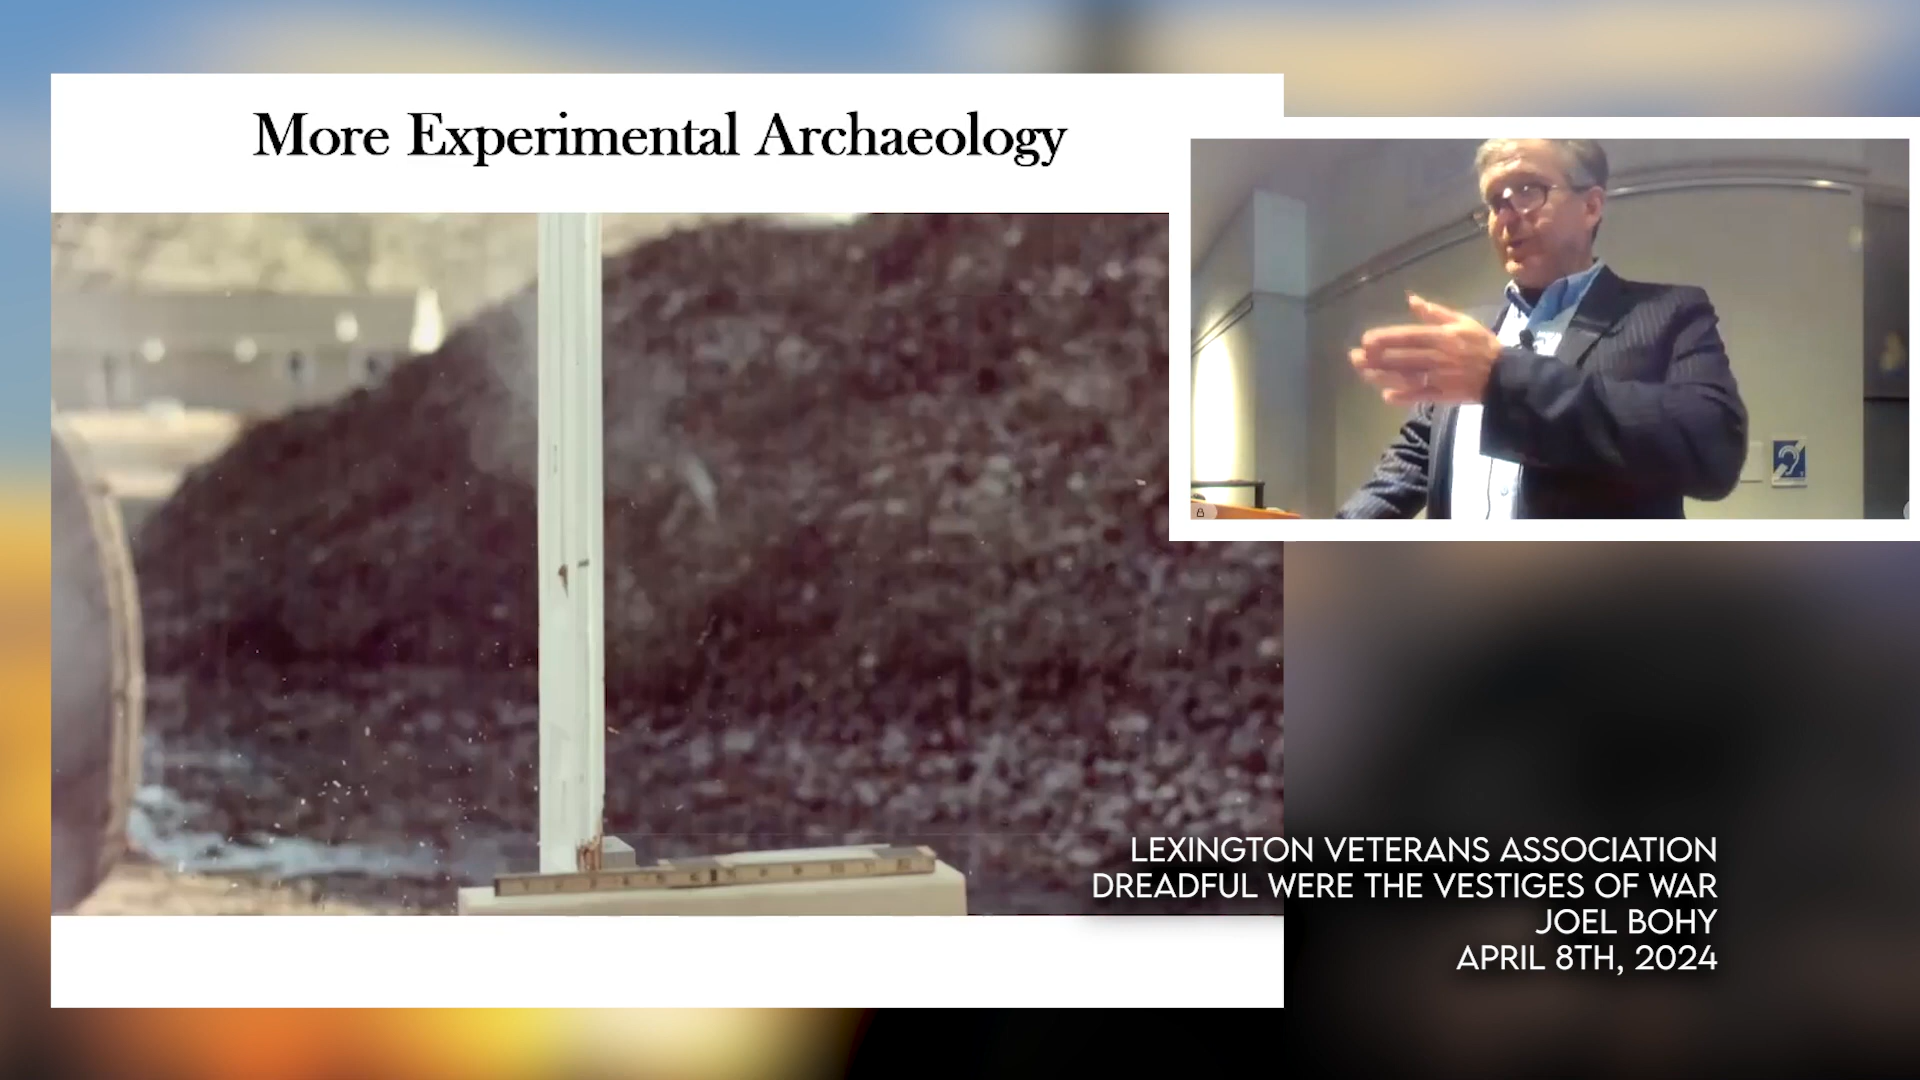 More Experimental Archaeology
LEXINGTON VETERANS ASSOCIATION
DREADFUL WERE THE VESTIGES OF WAR
JOEL BOHY
APRIL 8TH, 2024